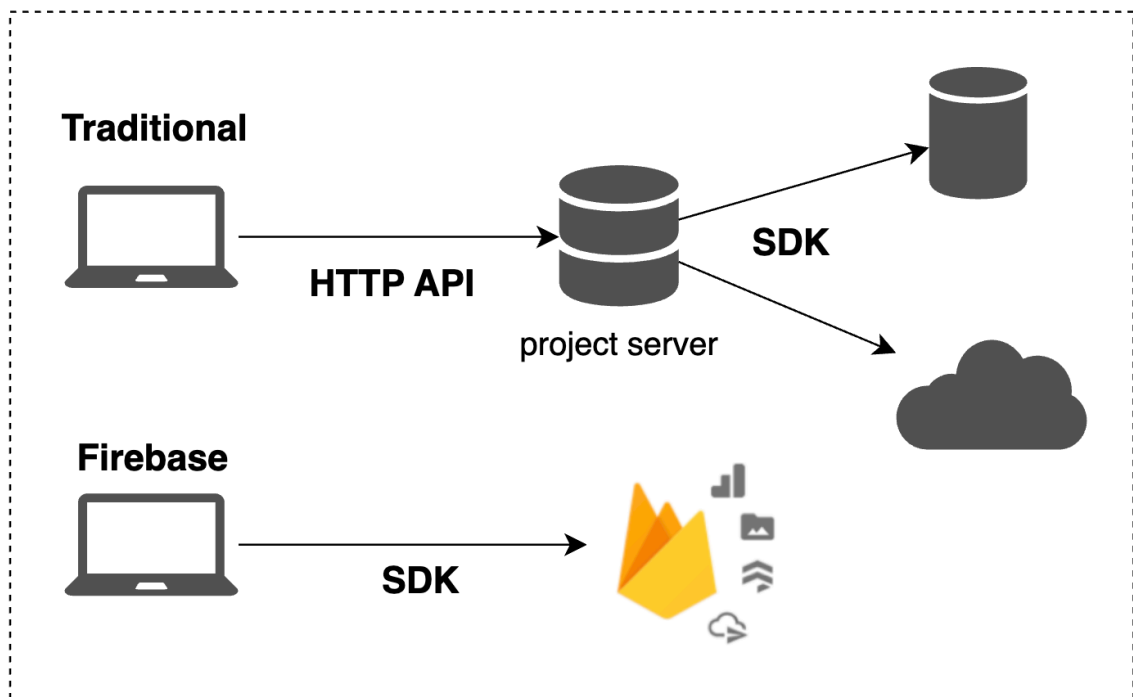 Traditional
HTTP API
SDK
project server
Firebase
SDK